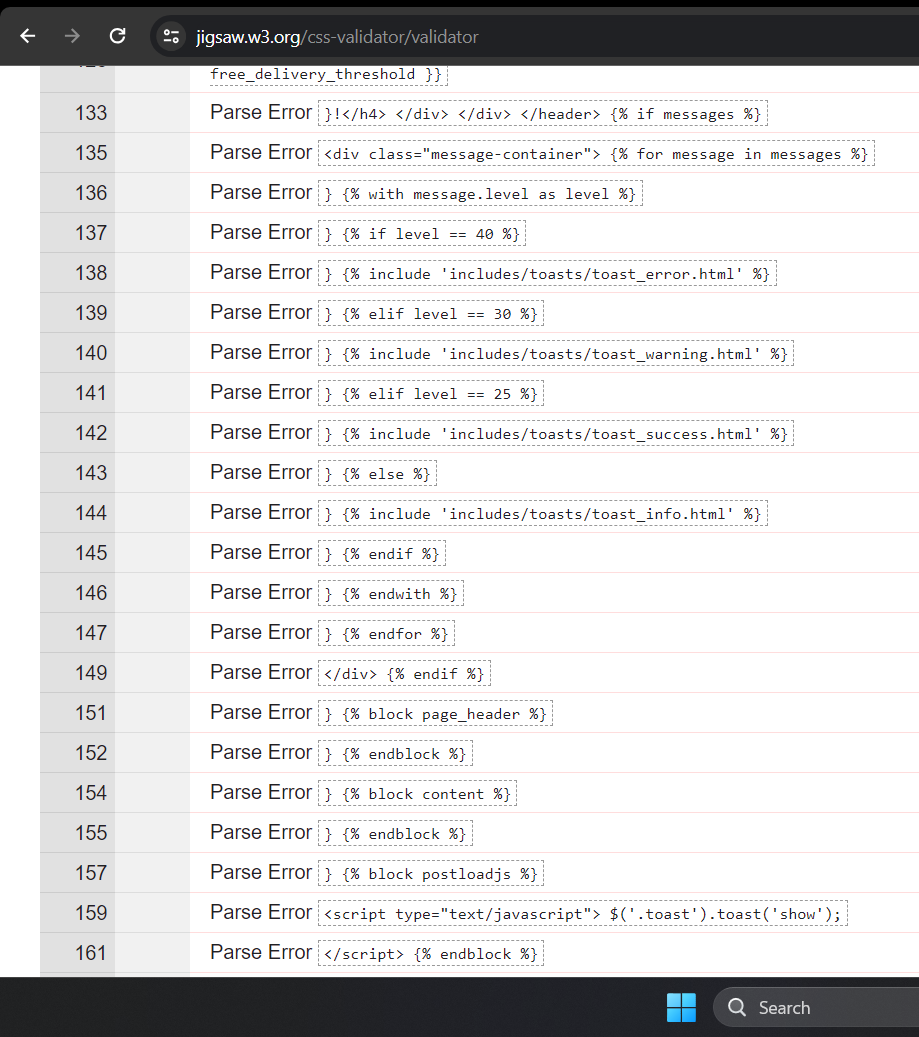 jigsaw.w3.org/css-validator/validator
free_delivery_threshold }}
133 Parse Error }!</h4> </div> </div> </header> {% if messages %}
135 Parse Error <div class="message-container"> {% for message in messages %}
136 Parse Error } {% with message.level as level %}
137 Parse Error } {% if level == 40 %}
138 Parse Error } {% include 'includes/toasts/toast_error.html' %}
139 Parse Error } {% elif level == 30 %}
140 Parse Error } {% include 'includes/toasts/toast_warning.html' %}
141 Parse Error } {% elif level == 25 %}
142 Parse Error } {% include 'includes/toasts/toast_success.html' %}
143 Parse Error } {% else %}
144 Parse Error } {% include 'includes/toasts/toast_info.html' %}
145 Parse Error } {% endif %}
146 Parse Error } {% endwith %}
147 Parse Error } {% endfor %}
149 Parse Error </div> {% endif %}
151 Parse Error } {% block page_header %}
152 Parse Error } {% endblock %}
154 Parse Error } {% block content %}
155 Parse Error } {% endblock %}
157 Parse Error } {% block postloadjs %}
159 Parse Error <script type="text/javascript"> $('.toast').toast('show');
161 Parse Error </script> {% endblock %}
Search